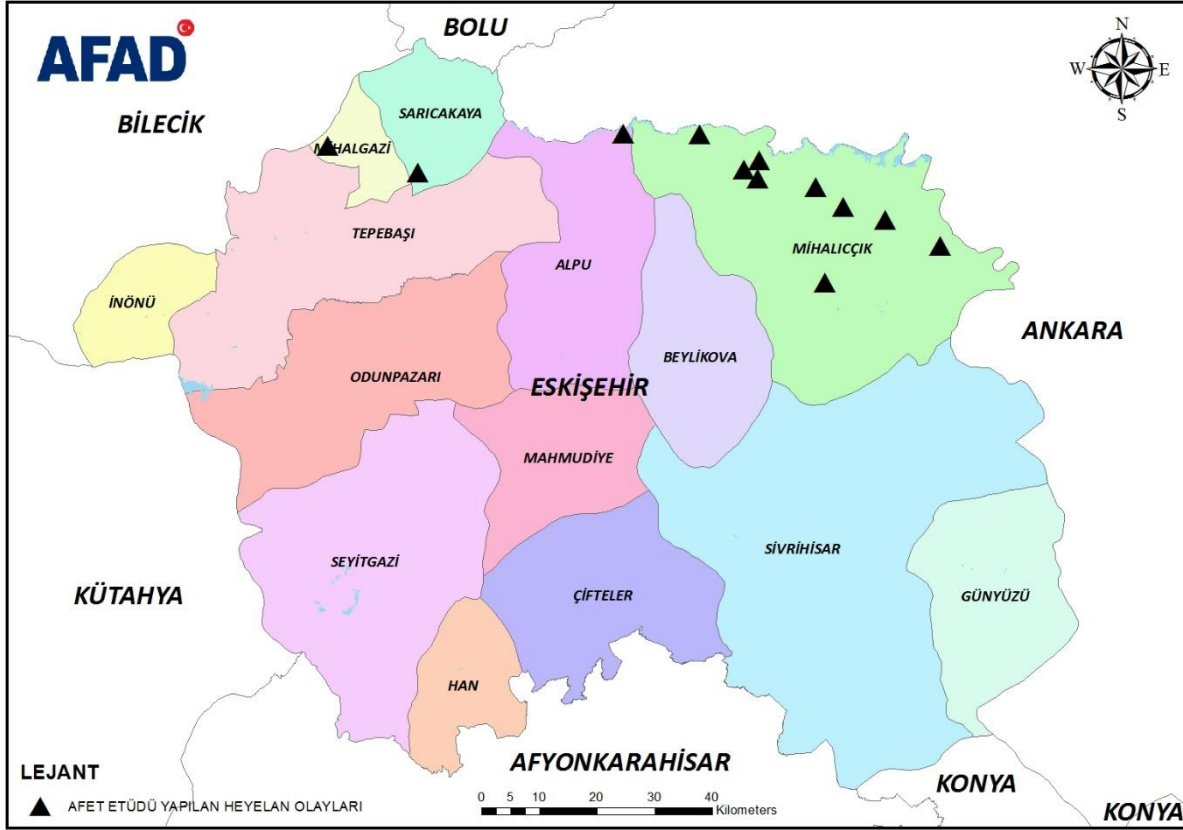 BOLU
AFAD
N
W E
S
BİLECİK
SARICAKAYA
MİHALGAZİ
TEPEBAŞI
ALPU
MİHALICÇIK
İNÖNÜ
ANKARA
BEYLİKOVA
ODUNPAZARI
ESKİŞEHİR
MAHMUDİYE
SİVRİHİSAR
SEYİTGAZİ
KÜTAHYA
ÇİFTELER
GÜNYÜZÜ
HAN
AFYONKARAHİSAR
KONYA
KONYA
LEJANT
AFET ETÜDÜ YAPILAN HEYELAN OLAYLARI
0 5 10 20 30 40
Kilometers